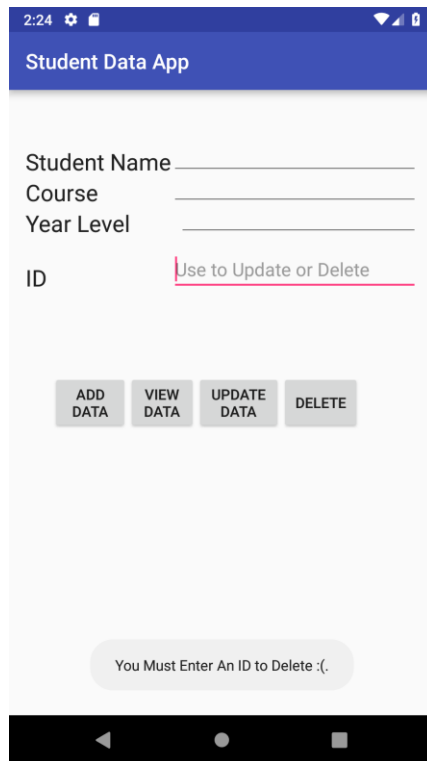 2:24
Student Data App
Student Name
Course
Year Level
ID
Use to Update or Delete
ADD DATA
VIEW DATA
UPDATE DATA
DELETE
You Must Enter An ID to Delete :(.